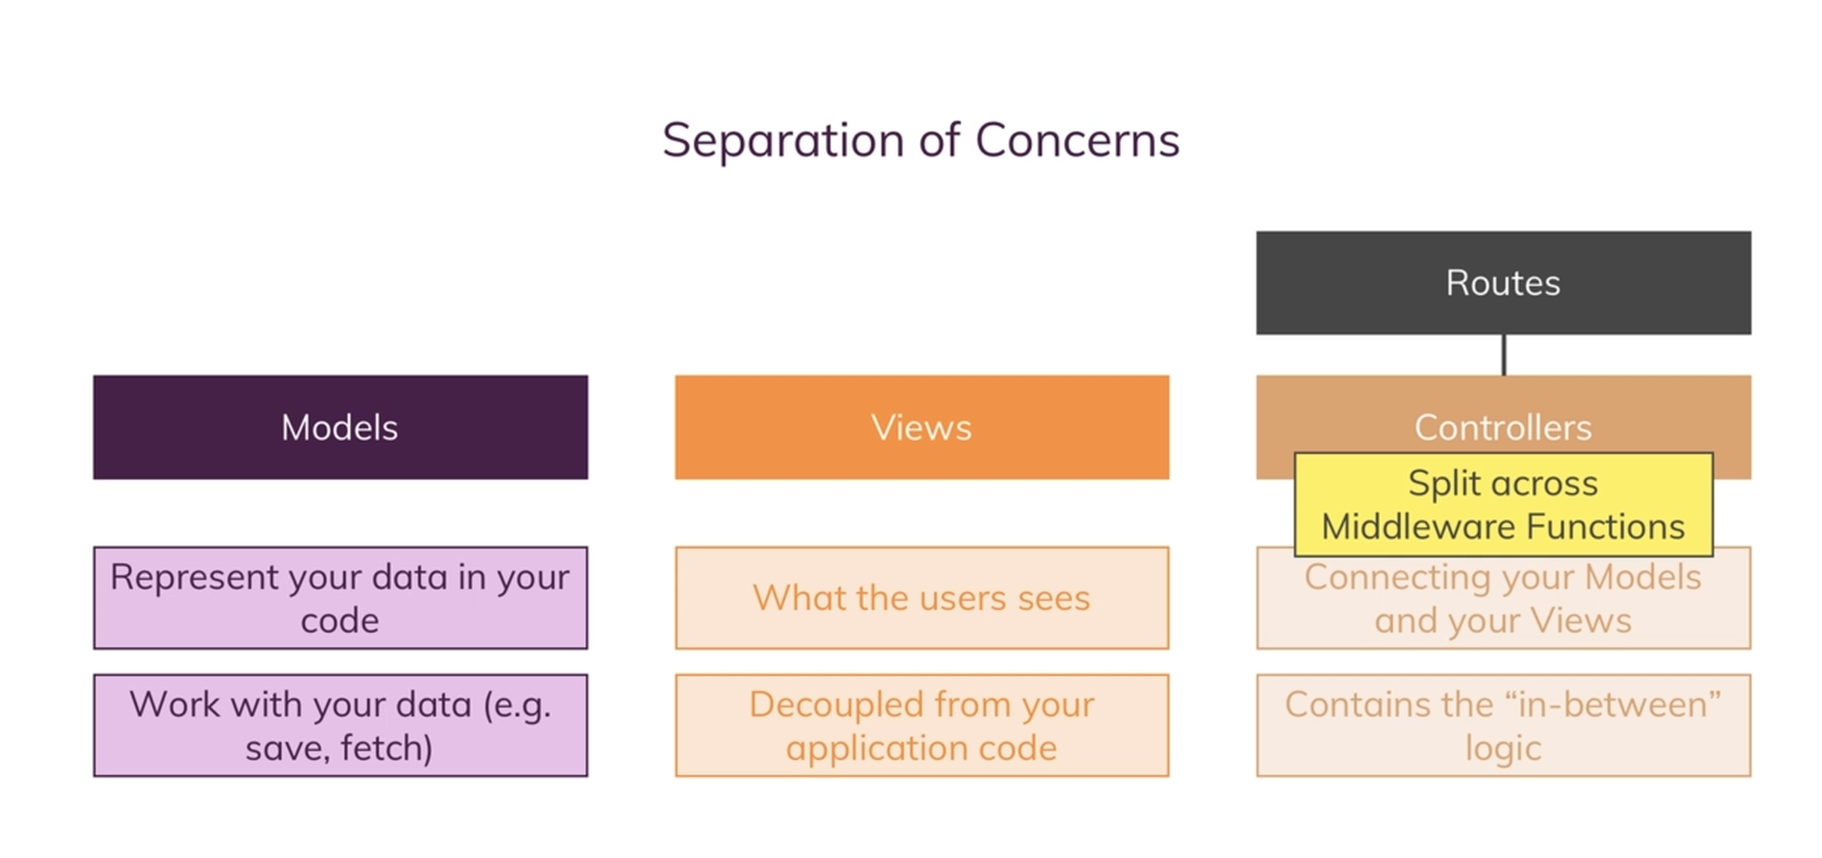 Separation of Concerns
Routes
Models
Views
Controllers
Split across
Middleware Functions
Represent your data in your
code
What the users sees
Connecting your Models
and your Views
Work with your data (e.g.
save, fetch)
Decoupled from your
application code
Contains the “in-between”
logic